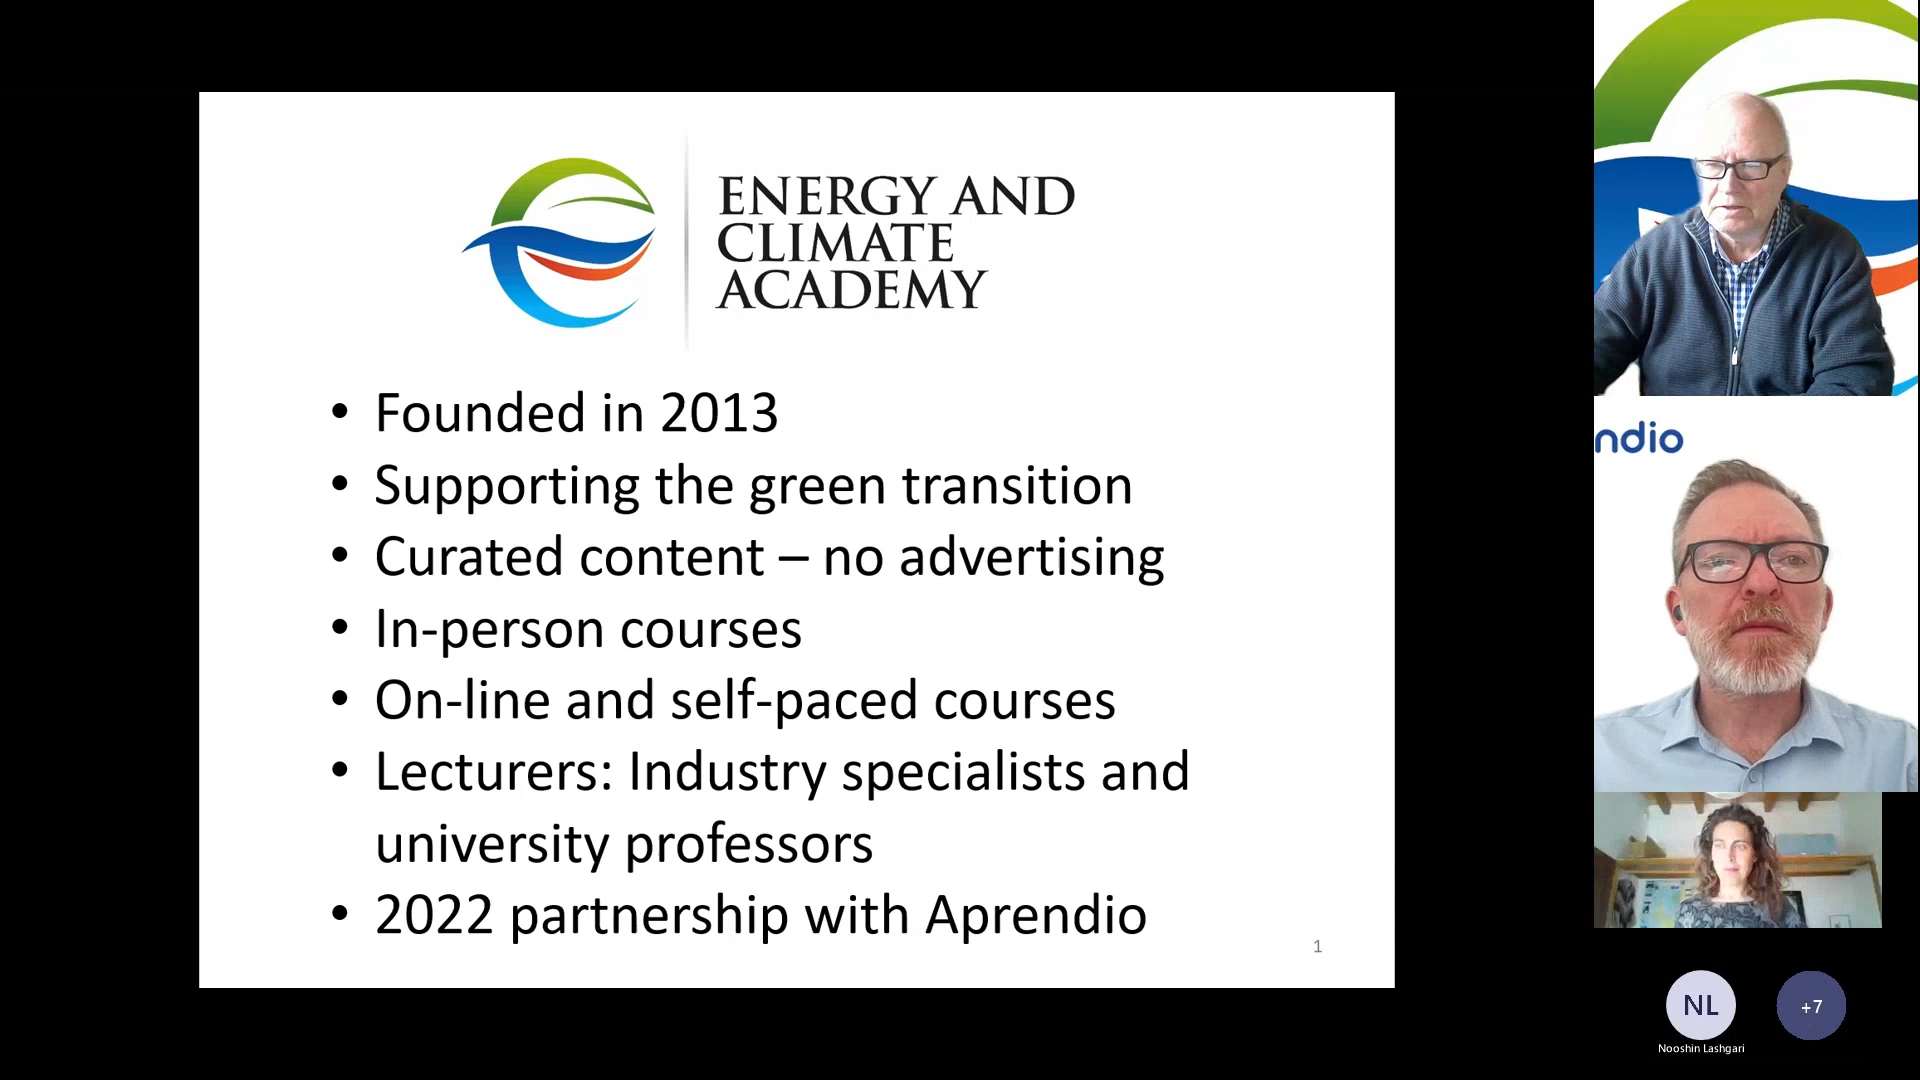 ENERGY AND
CLIMATE
ACADEMY
• Founded in 2013
• Supporting the green transition
• Curated content – no advertising
• In-person courses
• On-line and self-paced courses
• Lecturers: Industry specialists and
university professors
• 2022 partnership with Aprendio
1
ndio
NL
+7
Nooshin Lashgari